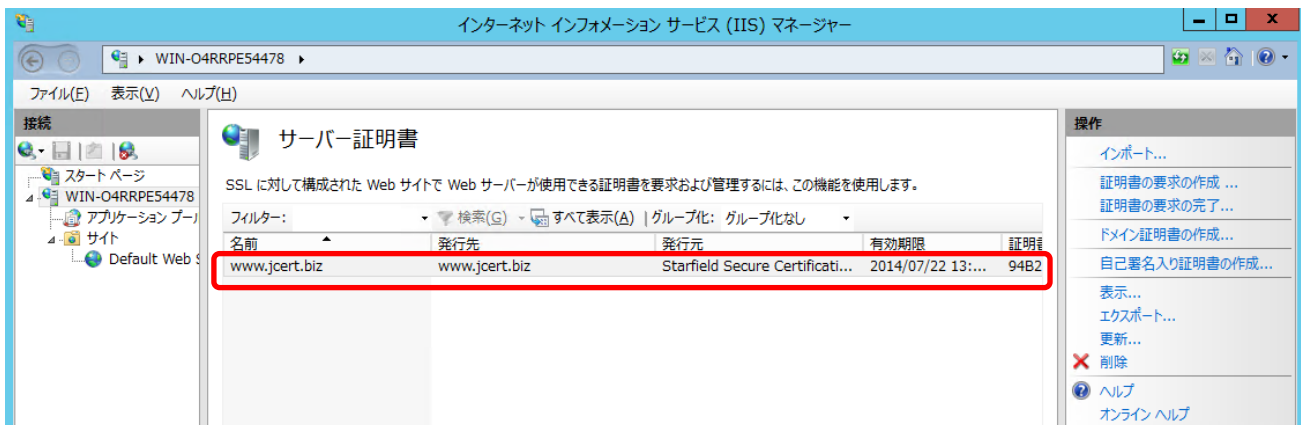 インターネット インフォメーション サービス (IIS) マネージャー
WIN-O4RRPE54478
ファイル(F) 表示(V) ヘルプ(H)
接続
スタート ページ
WIN-O4RRPE54478
アプリケーション プー
サイト
Default Web
サーバー証明書
SSL に対して構成された Web サイトで Web サーバーが使用できる証明書を要求および管理するには、この機能を使用します。
フィルター: 検索(G) すべて表示(A) グループ化: グループ化なし
名前 発行先 発行元 有効期限 証明
www.jcert.biz www.jcert.biz Starfield Secure Certificati... 2014/07/22 13:... 94B2
操作
インポート...
証明書の要求の作成 ...
証明書の要求の完了...
ドメイン証明書の作成...
自己署名入り証明書の作成...
表示...
エクスポート...
更新...
削除
ヘルプ
オンライン ヘルプ